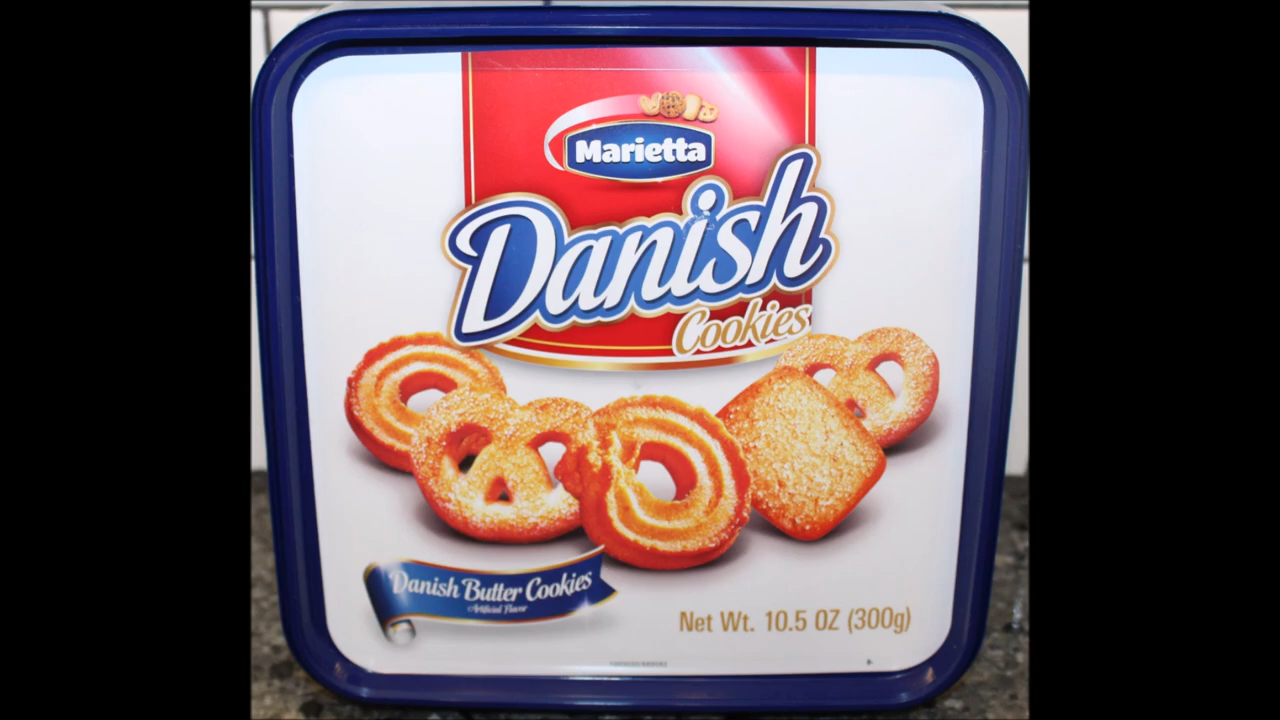 Marietta
Danish
Cookies
Danish Butter Cookies
Artificial Flavor
Net Wt. 10.5 OZ (300g)